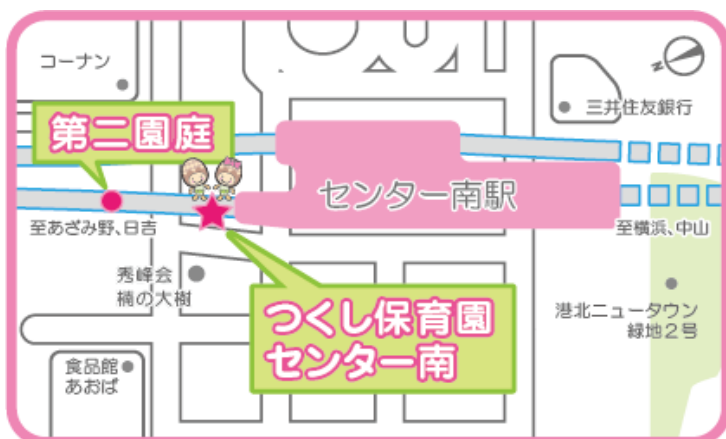 コーナン
N
三井住友銀行
第二園庭
センター南駅
至あざみ野、日吉
至横浜、中山
秀峰会
楠の大樹
つくし保育園
センター南
港北ニュータウン
緑地2号
食品館
あおば